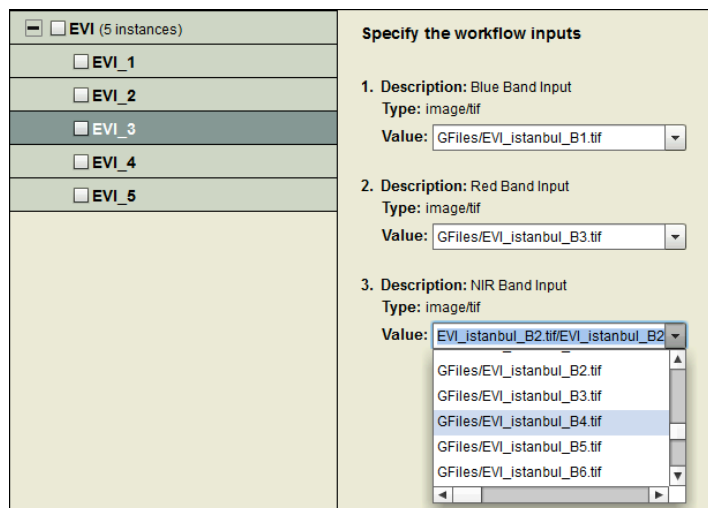 EVI (5 instances)
EVI_1
EVI_2
EVI_3
EVI_4
EVI_5
Specify the workflow inputs
1. Description: Blue Band Input
Type: image/tif
Value: GFiles/EVI_istanbul_B1.tif
2. Description: Red Band Input
Type: image/tif
Value: GFiles/EVI_istanbul_B3.tif
3. Description: NIR Band Input
Type: image/tif
Value: EVI_istanbul_B2.tif/EVI_istanbul_B2
GFiles/EVI_istanbul_B2.tif
GFiles/EVI_istanbul_B3.tif
GFiles/EVI_istanbul_B4.tif
GFiles/EVI_istanbul_B5.tif
GFiles/EVI_istanbul_B6.tif